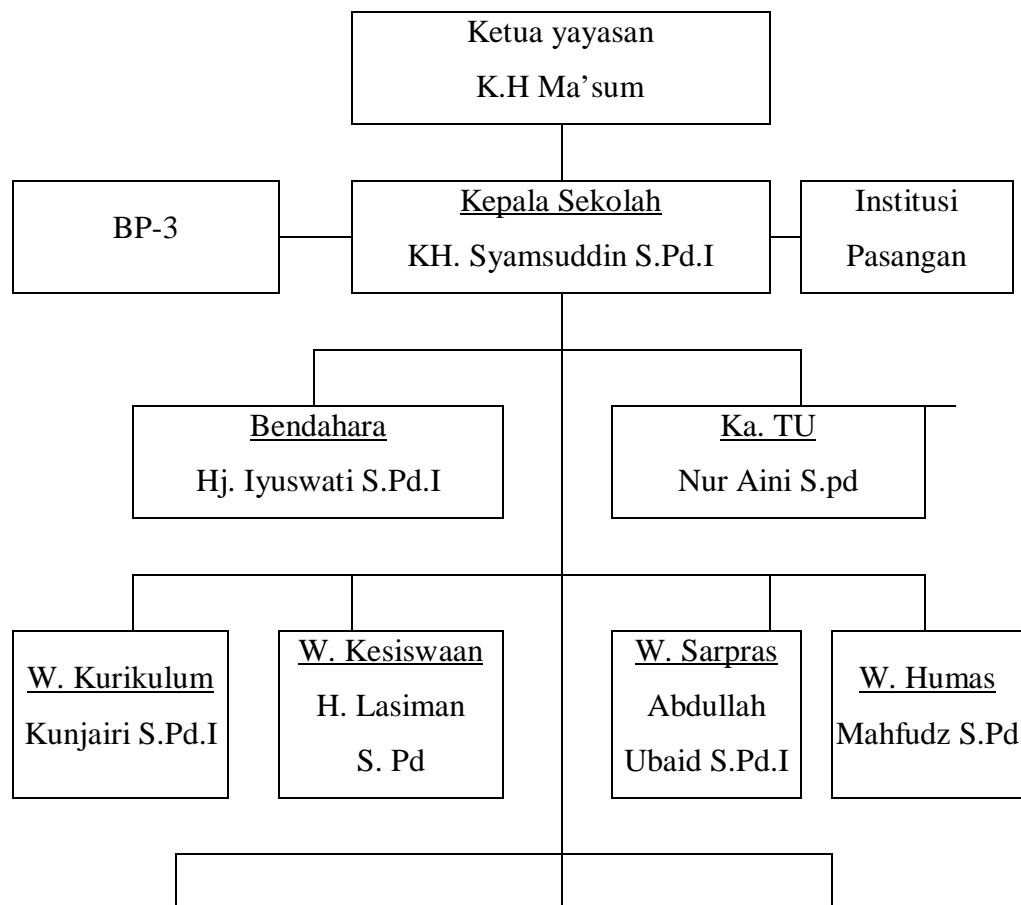 Ketua yayasan
K.H Ma’sum
BP-3
Kepala Sekolah
KH. Syamsuddin S.Pd.I
Institusi
Pasangan
Bendahara
Hj. Iyuswati S.Pd.I
Ka. TU
Nur Aini S.pd
W. Kurikulum
Kunjairi S.Pd.I
W. Kesiswaan
H. Lasiman
S. Pd
W. Sarpras
Abdullah
Ubaid S.Pd.I
W. Humas
Mahfudz S.Pd